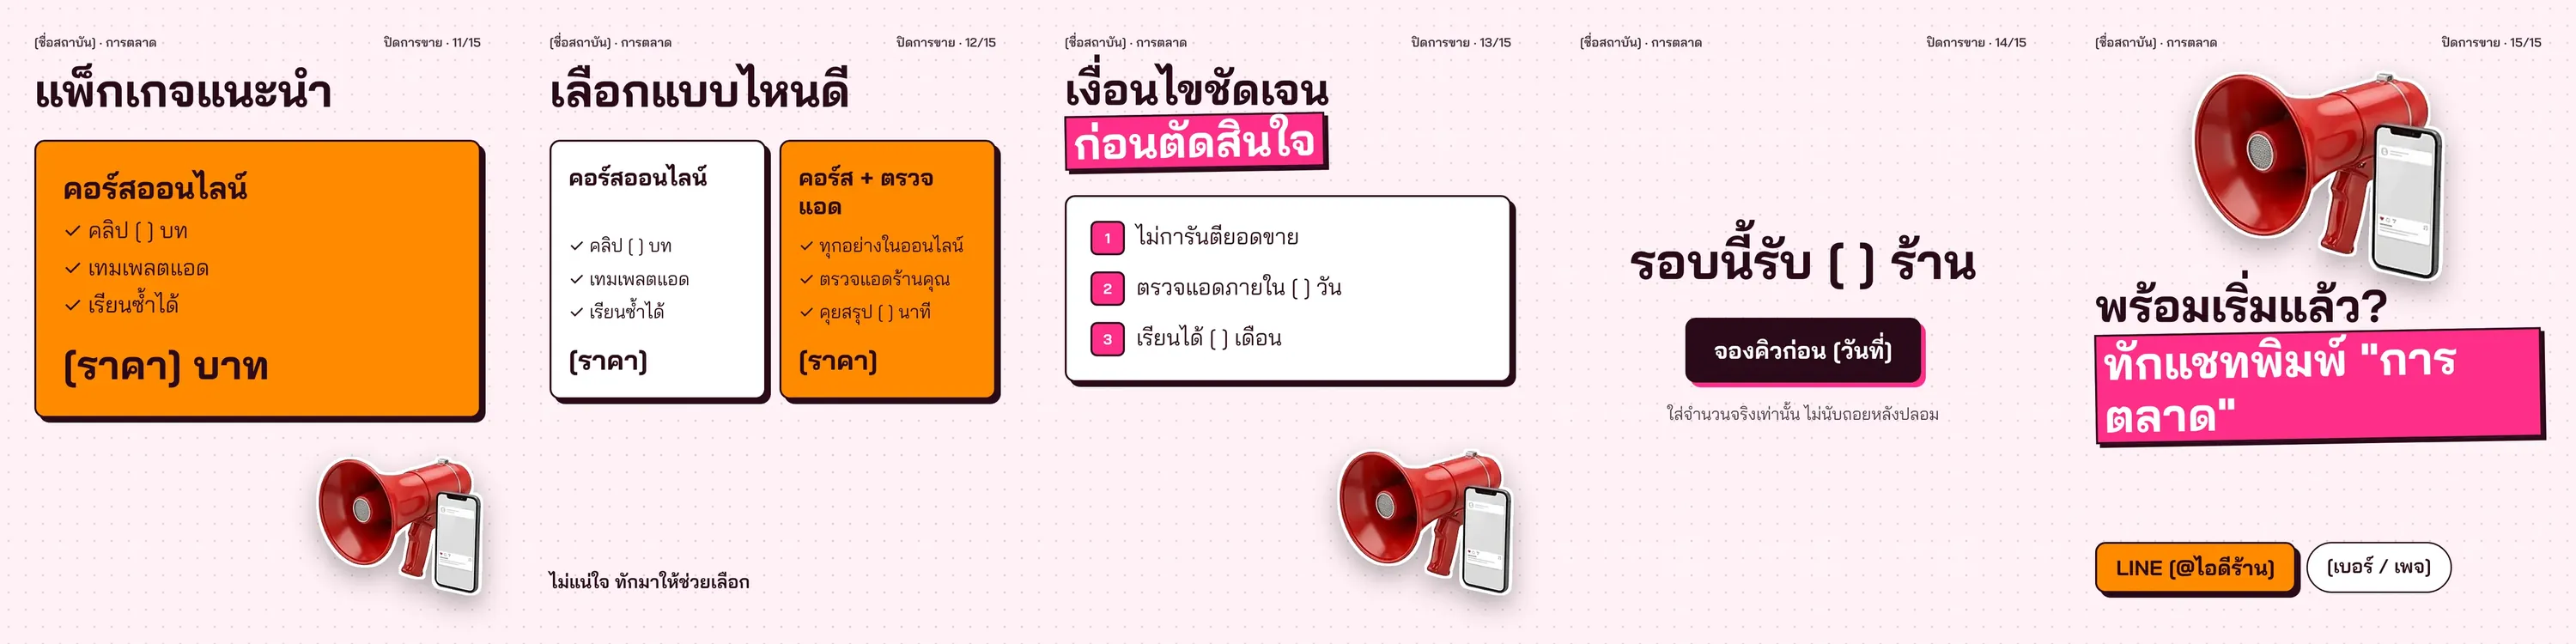 (ชื่อสถาบัน) · การตลาด
ปิดการขาย · 11/15
แพ็กเกจแนะนำ
คอร์สออนไลน์
✓ คลิป ( ) บท
✓ เทมเพลตแอด
✓ เรียนซ้ำได้
(ราคา) บาท
(ชื่อสถาบัน) · การตลาด
ปิดการขาย · 12/15
เลือกแบบไหนดี
คอร์สออนไลน์
✓ คลิป ( ) บท
✓ เทมเพลตแอด
✓ เรียนซ้ำได้
(ราคา)
คอร์ส + ตรวจ
แอด
✓ ทุกอย่างในออนไลน์
✓ ตรวจแอดร้านคุณ
✓ คุยสรุป ( ) นาที
(ราคา)
ไม่แน่ใจ ทักมาให้ช่วยเลือก
(ชื่อสถาบัน) · การตลาด
ปิดการขาย · 13/15
เงื่อนไขชัดเจน
ก่อนตัดสินใจ
1 ไม่การันตียอดขาย
2 ตรวจแอดภายใน ( ) วัน
3 เรียนได้ ( ) เดือน
(ชื่อสถาบัน) · การตลาด
ปิดการขาย · 14/15
รอบนี้รับ ( ) ร้าน
จองคิวก่อน (วันที่)
ใส่จำนวนจริงเท่านั้น ไม่นับถอยหลังปลอม
(ชื่อสถาบัน) · การตลาด
ปิดการขาย · 15/15
พร้อมเริ่มแล้ว?
ทักแชทพิมพ์ "การ
ตลาด"
LINE (@ไอดีร้าน)
(เบอร์ / เพจ)